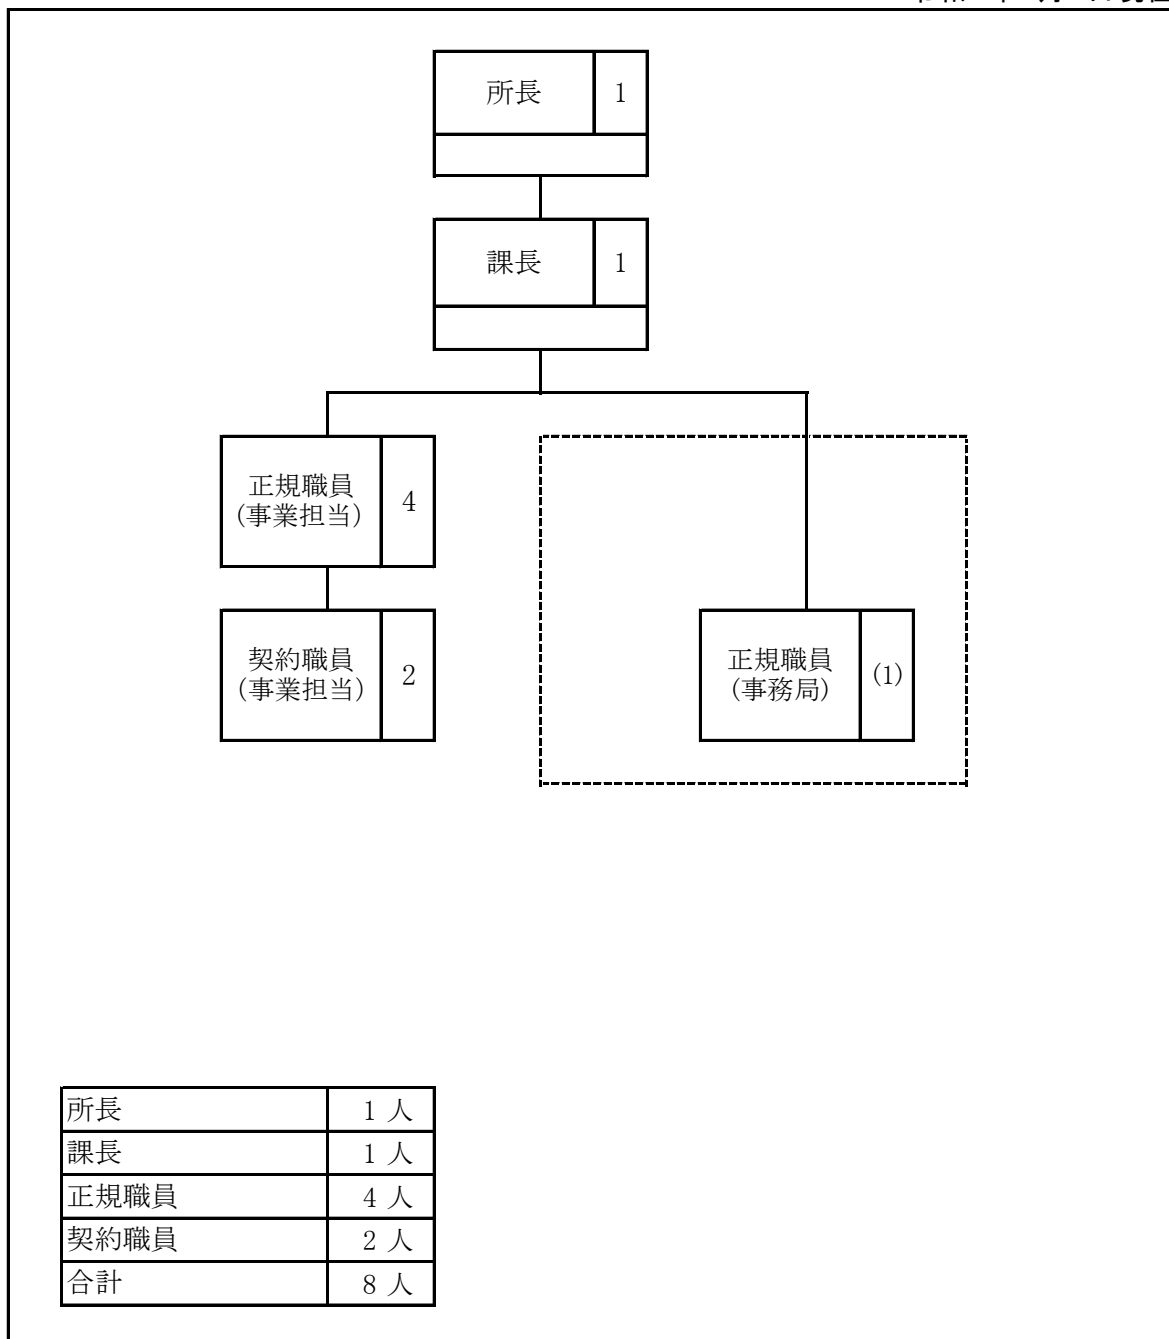 所長 1
課長 1
正規職員
(事業担当) 4
契約職員
(事業担当) 2
正規職員
(事務局) (1)
所長 1 人
課長 1 人
正規職員 4 人
契約職員 2 人
合計 8 人